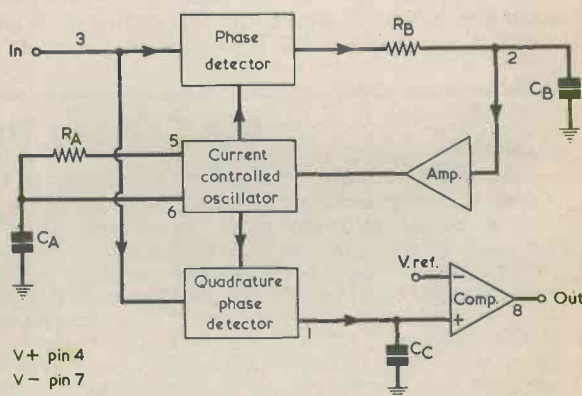 In
3
Phase
detector
RB
2
CB
RA
5
Current
controlled
oscillator
6
Amp.
CA
Quadrature
phase
detector
1
V. ref.
−
Comp.
+
8
Out
CC
V+ pin 4
V− pin 7